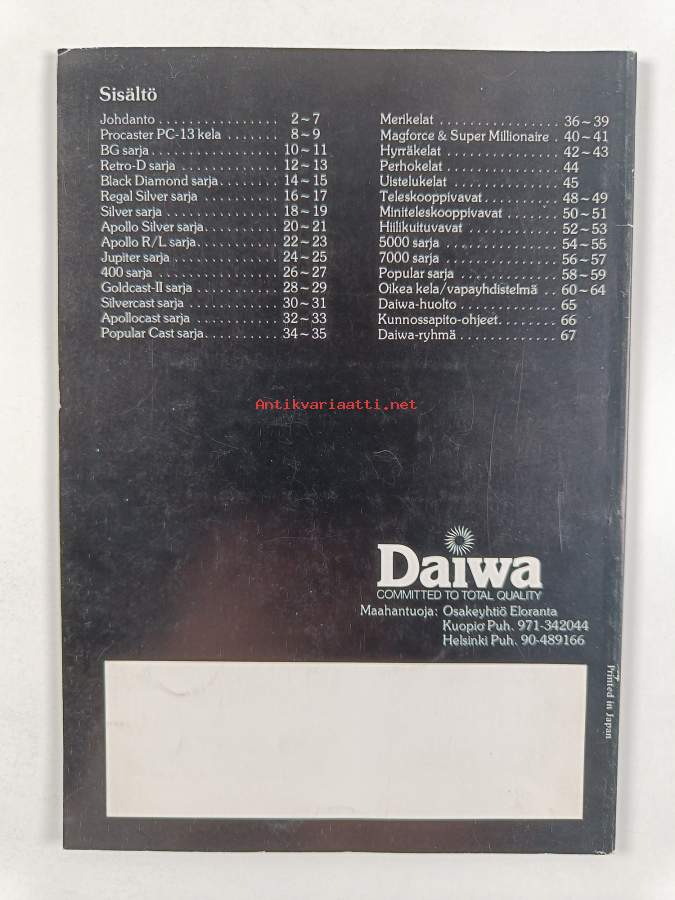 Sisältö
Johdanto ................. 2~7
Procaster PC-13 kela ....... 8~9
BG sarja .................. 10~11
Retro-D sarja .............. 12~13
Black Diamond sarja ........ 14~15
Regal Silver sarja ........... 16~17
Silver sarja ................ 18~19
Apollo Silver sarja .......... 20~21
Apollo R/L sarja ........... 22~23
Jupiter sarja ............... 24~25
400 sarja ................. 26~27
Goldcast-II sarja ........... 28~29
Silvercast sarja ............ 30~31
Apollocast sarja ............ 32~33
Popular Cast sarja .......... 34~35
Merikelat ................. 36~39
Magforce & Super Millionaire . 40~41
Hyrräkelat ................ 42~43
Perhokelat ................ 44
Uistelukelat ............... 45
Teleskooppivavat ........... 48~49
Miniteleskooppivavat ........ 50~51
Hiilikuituvavat ............. 52~53
5000 sarja ................ 54~55
7000 sarja ................ 56~57
Popular sarja .............. 58~59
Oikea kela/vapayhdistelmä .. 60~64
Daiwa-huolto .............. 65
Kunnossapito-ohjeet ........ 66
Daiwa-ryhmä .............. 67
Antikvariaatti.net
Daiwa
COMMITTED TO TOTAL QUALITY
Maahantuoja: Osakeyhtiö Eloranta
Kuopio Puh. 971-342044
Helsinki Puh. 90-489166
Printed in Japan